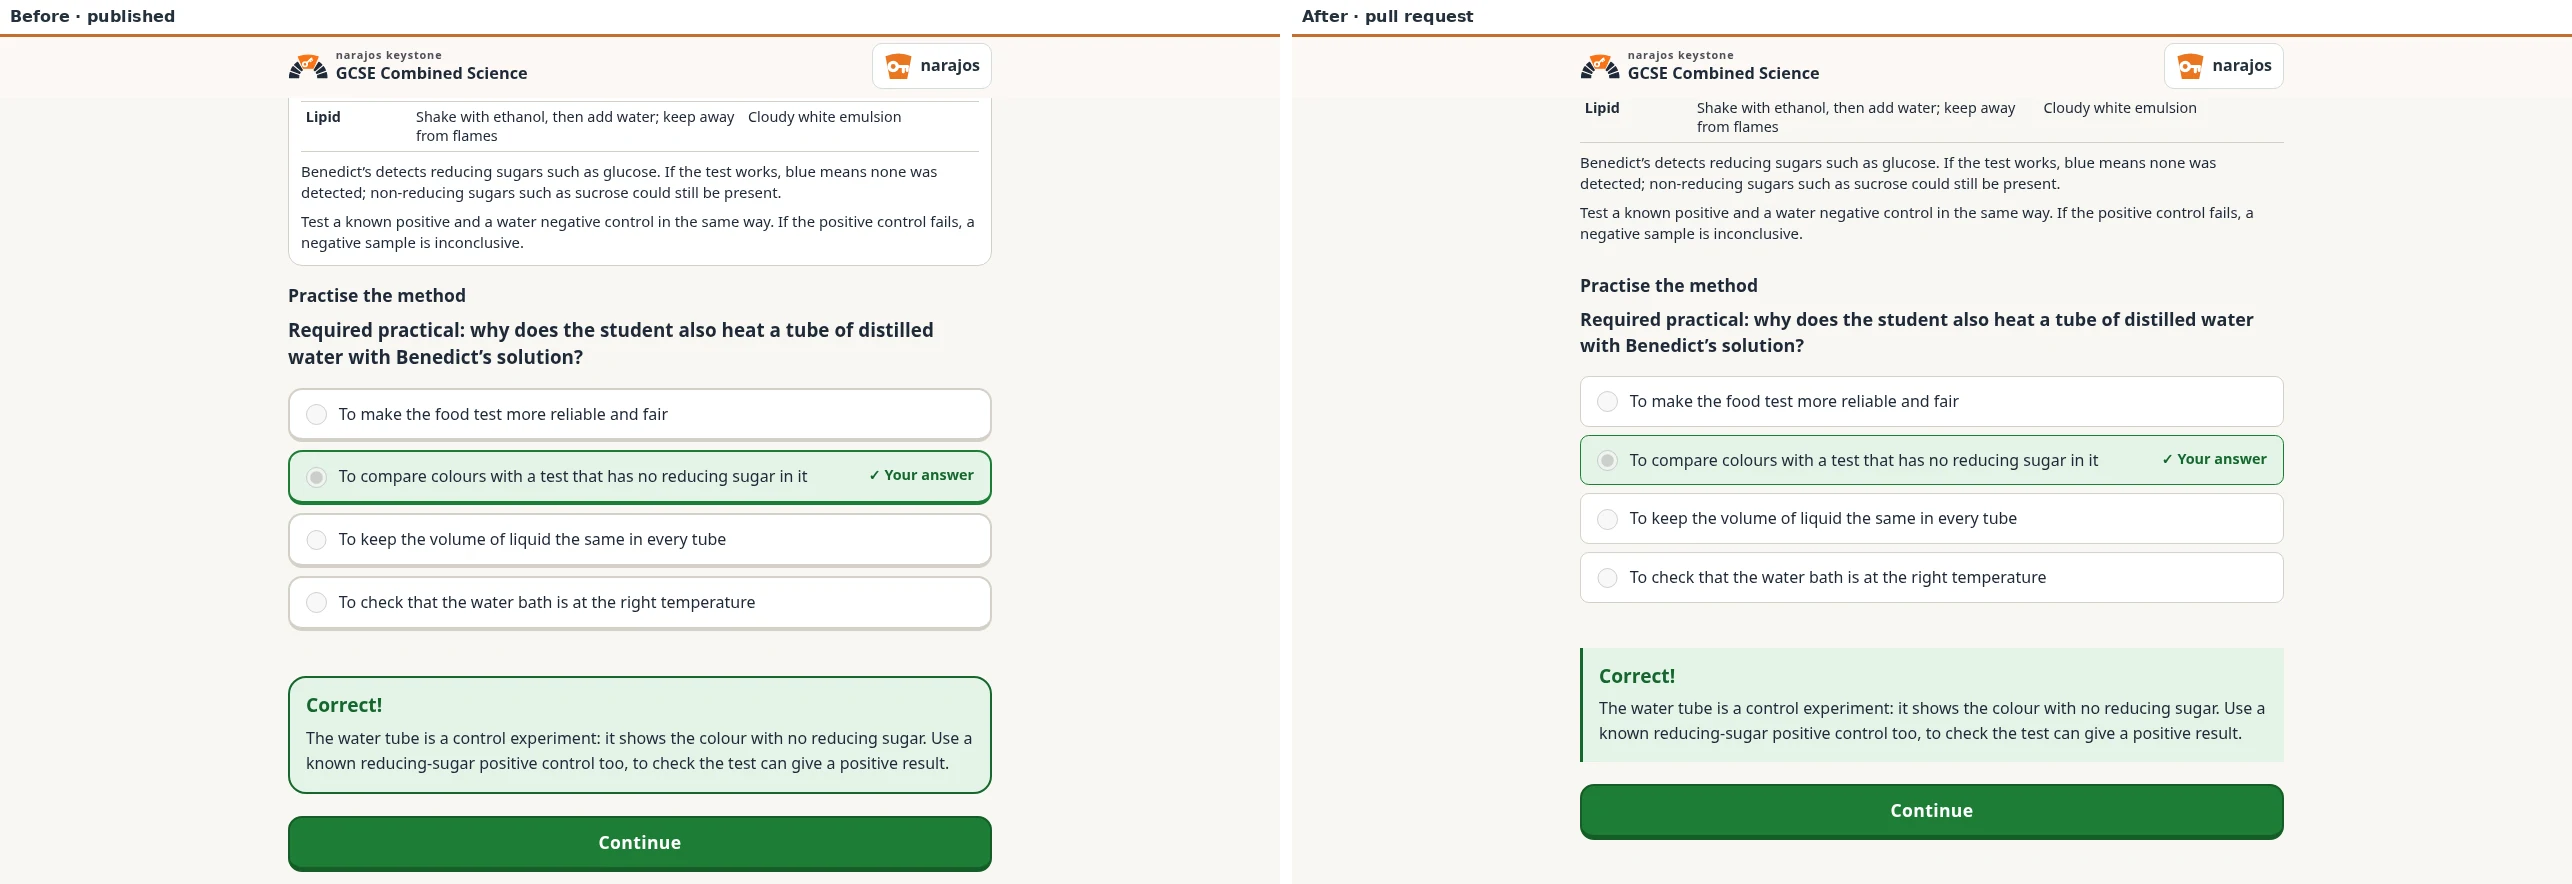 Before · published
narajos keystone
GCSE Combined Science
narajos
Lipid
Shake with ethanol, then add water; keep away
from flames
Cloudy white emulsion
Benedict’s detects reducing sugars such as glucose. If the test works, blue means none was
detected; non-reducing sugars such as sucrose could still be present.
Test a known positive and a water negative control in the same way. If the positive control fails, a
negative sample is inconclusive.
Practise the method
Required practical: why does the student also heat a tube of distilled
water with Benedict’s solution?
To make the food test more reliable and fair
To compare colours with a test that has no reducing sugar in it
✓ Your answer
To keep the volume of liquid the same in every tube
To check that the water bath is at the right temperature
Correct!
The water tube is a control experiment: it shows the colour with no reducing sugar. Use a
known reducing-sugar positive control too, to check the test can give a positive result.
Continue
After · pull request
narajos keystone
GCSE Combined Science
narajos
Lipid
Shake with ethanol, then add water; keep away
from flames
Cloudy white emulsion
Benedict’s detects reducing sugars such as glucose. If the test works, blue means none was
detected; non-reducing sugars such as sucrose could still be present.
Test a known positive and a water negative control in the same way. If the positive control fails, a
negative sample is inconclusive.
Practise the method
Required practical: why does the student also heat a tube of distilled water
with Benedict’s solution?
To make the food test more reliable and fair
To compare colours with a test that has no reducing sugar in it
✓ Your answer
To keep the volume of liquid the same in every tube
To check that the water bath is at the right temperature
Correct!
The water tube is a control experiment: it shows the colour with no reducing sugar. Use a
known reducing-sugar positive control too, to check the test can give a positive result.
Continue